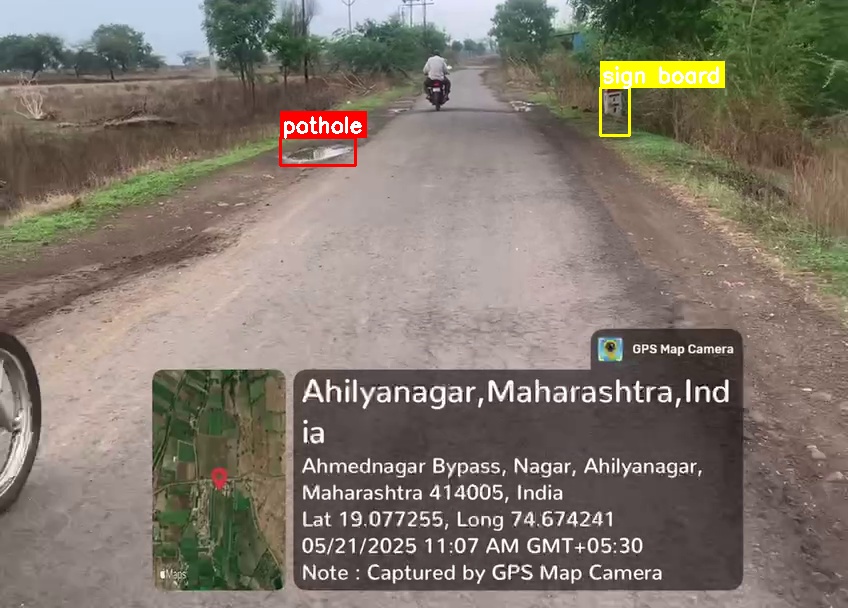 sign board
pothole
GPS Map Camera
Ahilyanagar,Maharashtra,Ind
ia
Ahmednagar Bypass, Nagar, Ahilyanagar,
Maharashtra 414005, India
Lat 19.077255, Long 74.674241
05/21/2025 11:07 AM GMT+05:30
Note : Captured by GPS Map Camera
Maps